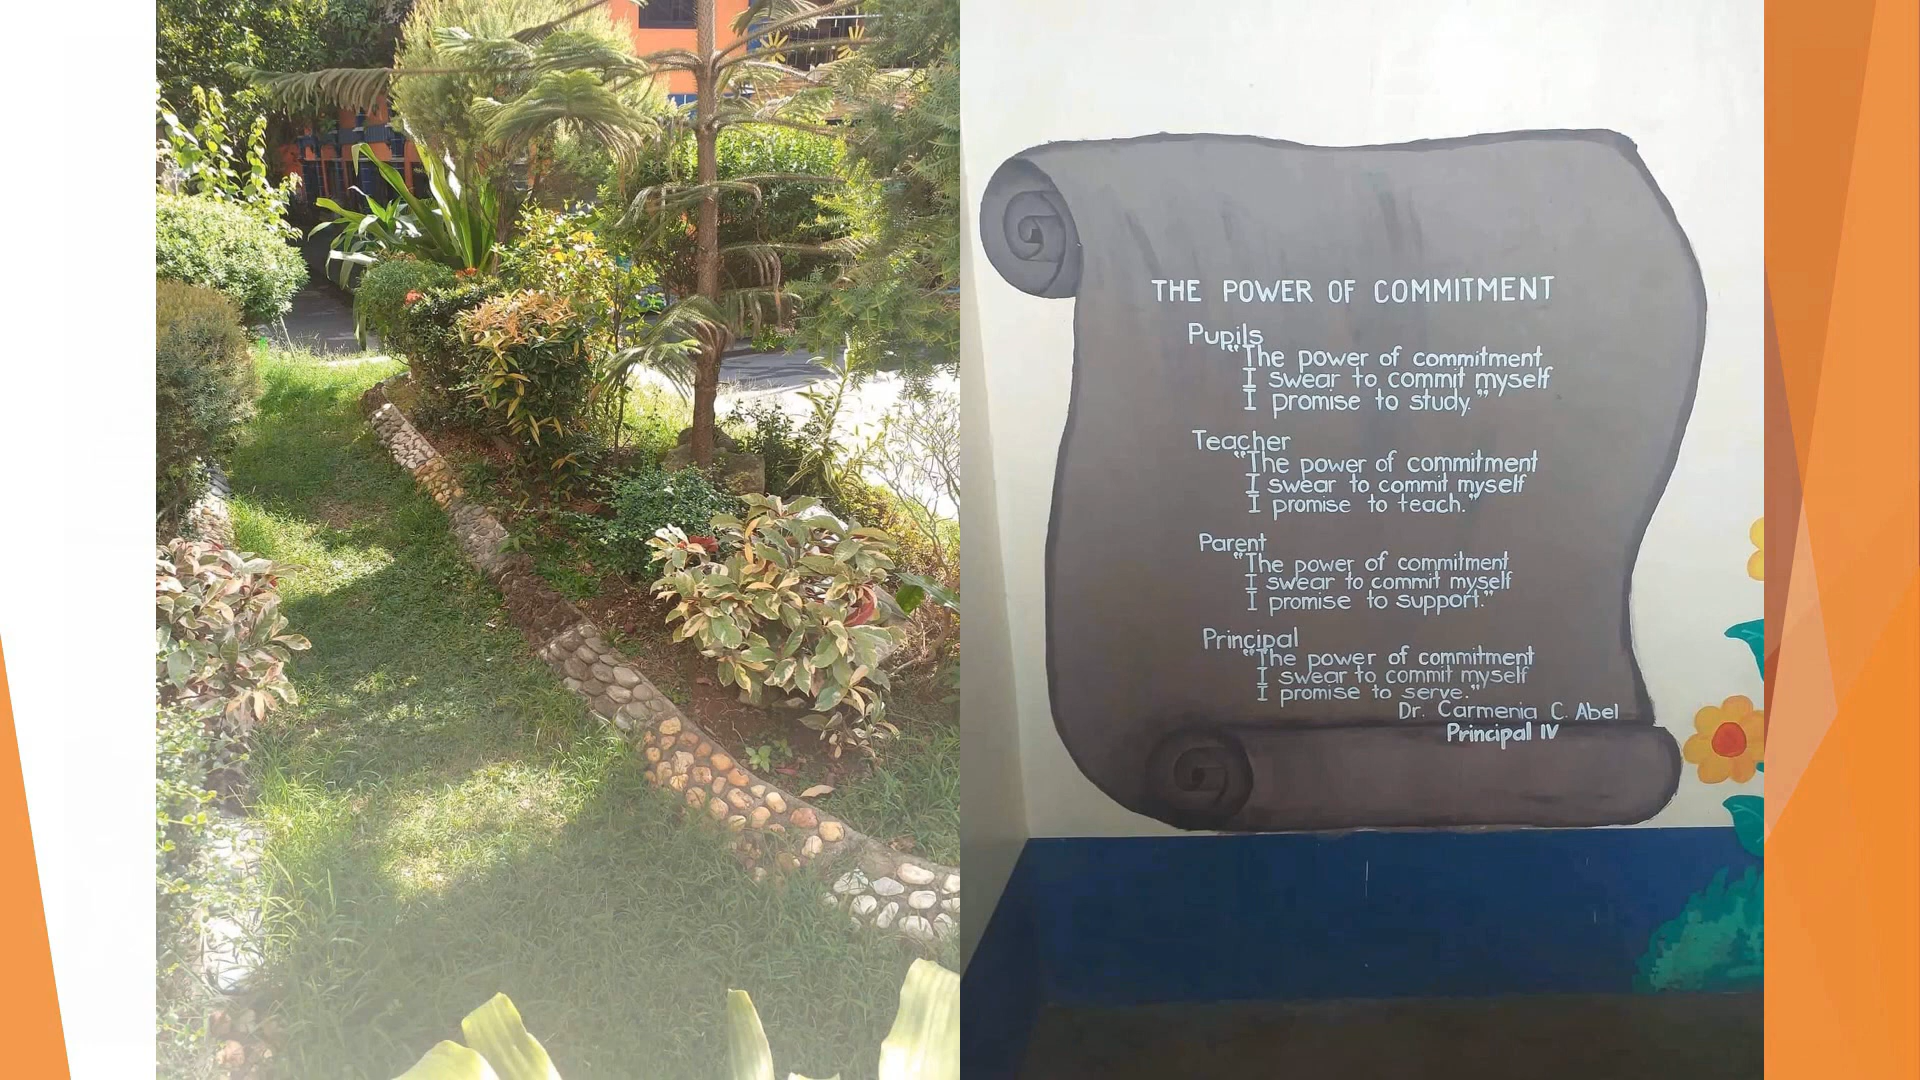 THE POWER OF COMMITMENT
Pupils
"The power of commitment
I swear to commit myself
I promise to study."
Teacher
"The power of commitment
I swear to commit myself
I promise to teach."
Parent
"The power of commitment
I swear to commit myself
I promise to support."
Principal
"The power of commitment
I swear to commit myself
I promise to serve."
Dr. Carmenia C. Abel
Principal IV